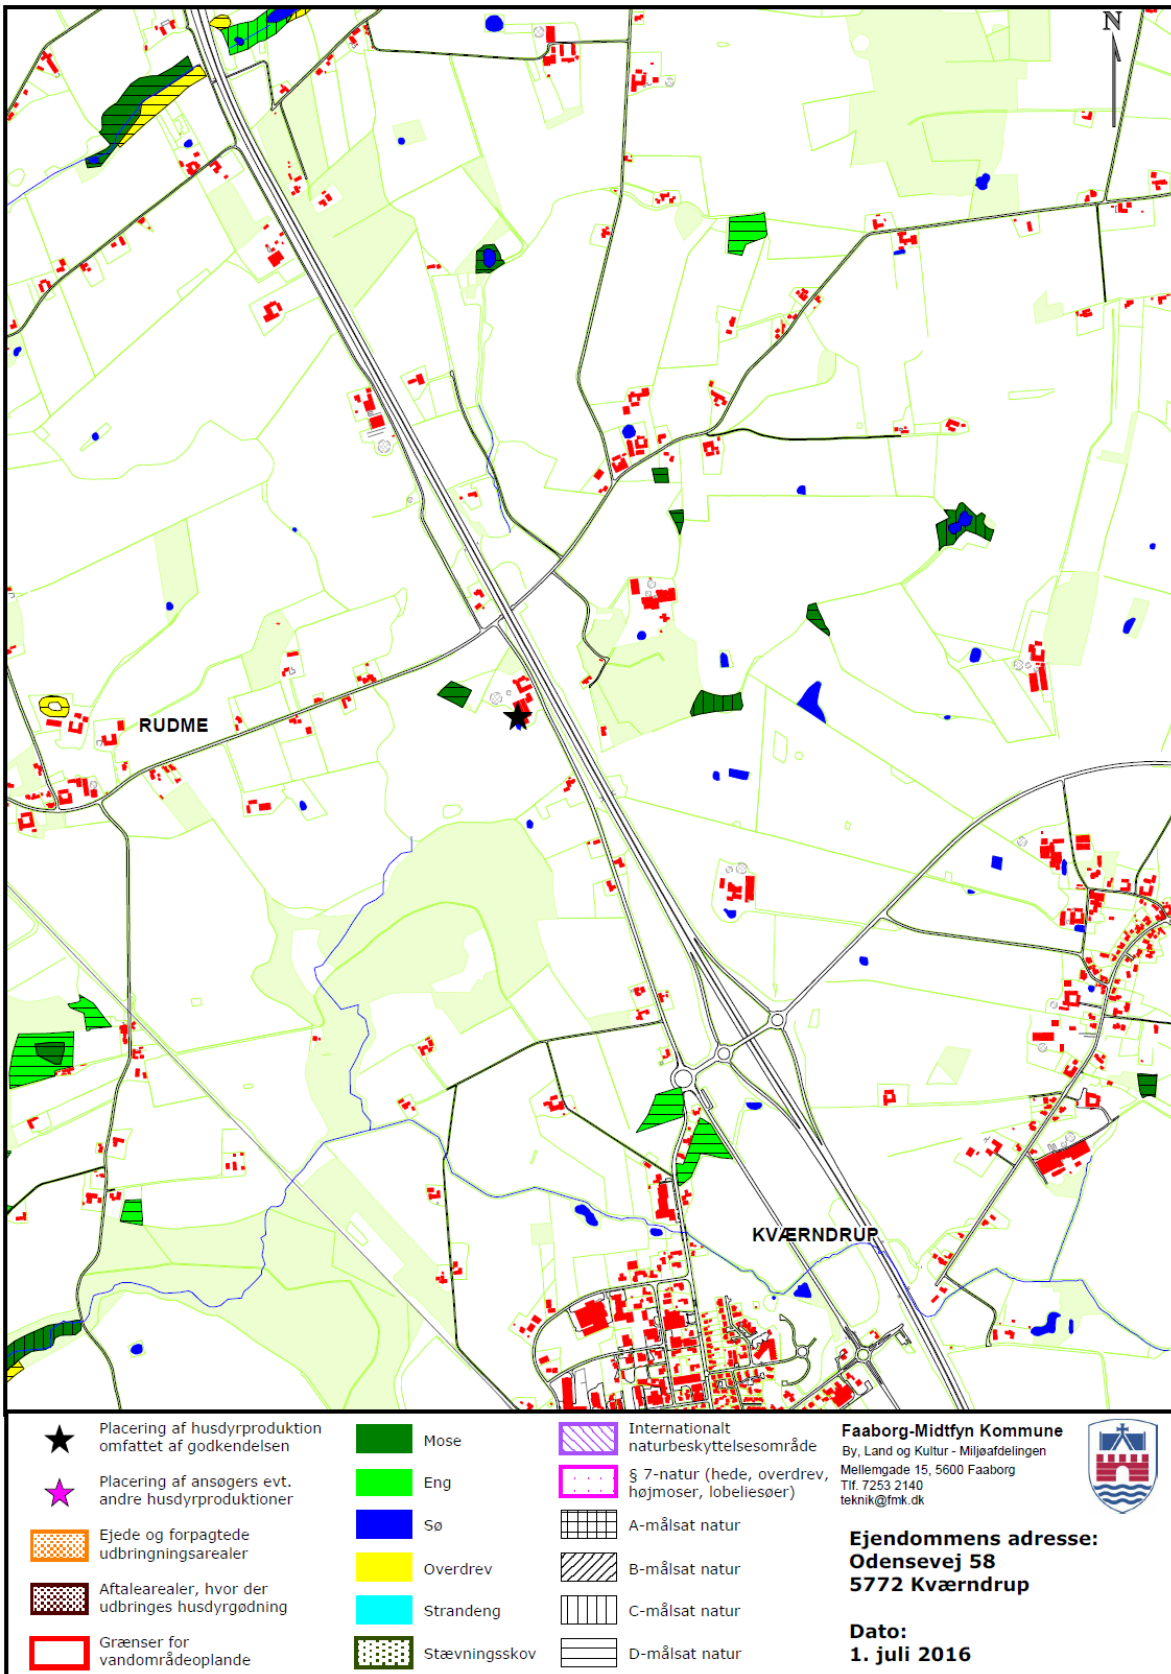 N
RUDME
KVÆRNDRUP
Placering af husdyrproduktion
omfattet af godkendelsen
Placering af ansøgers evt.
andre husdyrproduktioner
Ejede og forpagtede
udbringningsarealer
Aftalearealer, hvor der
udbringes husdyrgødning
Grænser for
vandområdeoplande
Mose
Eng
Sø
Overdrev
Strandeng
Stævningsskov
Internationalt
naturbeskyttelsesområde
§ 7-natur (hede, overdrev,
højmoser, lobeliesøer)
A-målsat natur
B-målsat natur
C-målsat natur
D-målsat natur
Faaborg-Midtfyn Kommune
By, Land og Kultur - Miljøafdelingen
Mellemgade 15, 5600 Faaborg
Tlf. 7253 2140
teknik@fmk.dk
Ejendommens adresse:
Odensevej 58
5772 Kværndrup
Dato:
1. juli 2016